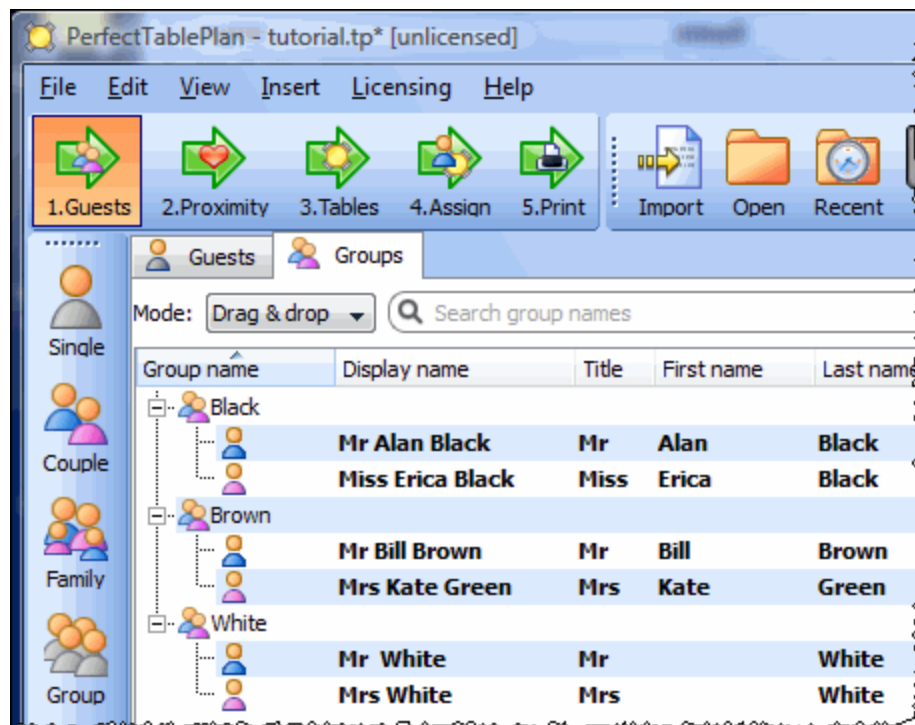 PerfectTablePlan - tutorial.tp* [unlicensed]
File Edit View Insert Licensing Help
1.Guests 2.Proximity 3.Tables 4.Assign 5.Print Import Open Recent
Guests Groups
Mode: Drag & drop Search group names
Single
Couple
Family
Group
Group name Display name Title First name Last name
Black
Mr Alan Black Mr Alan Black
Miss Erica Black Miss Erica Black
Brown
Mr Bill Brown Mr Bill Brown
Mrs Kate Green Mrs Kate Green
White
Mr  White Mr White
Mrs White Mrs White